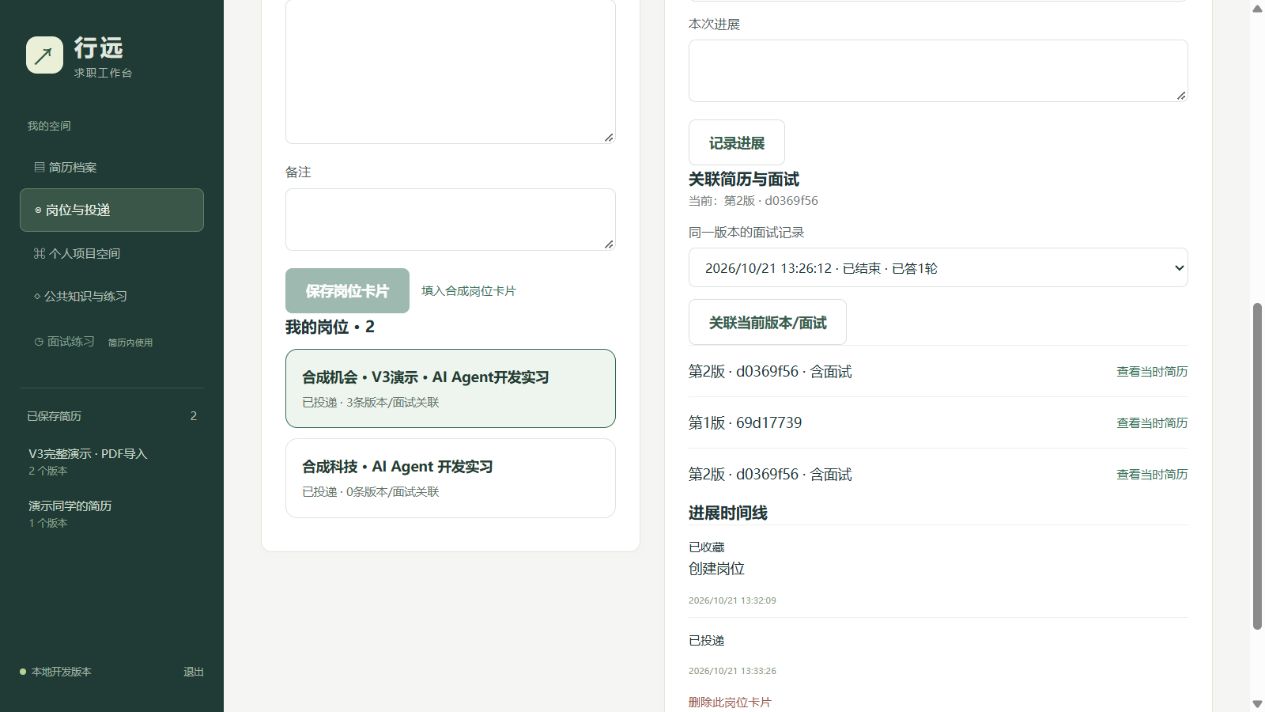 行远
求职工作台
我的空间
简历档案
岗位与投递
个人项目空间
公共知识与练习
面试练习 简历内使用
已保存简历 2
V3完整演示 · PDF导入
2 个版本
演示同学的简历
1 个版本
本地开发版本 退出
备注
保存岗位卡片 填入合成岗位卡片
我的岗位 · 2
合成机会 · V3演示 · AI Agent开发实习
已投递 · 3条版本/面试关联
合成科技 · AI Agent 开发实习
已投递 · 0条版本/面试关联
本次进展
记录进展
关联简历与面试
当前：第2版 · d0369f56
同一版本的面试记录
2026/10/21 13:26:12 · 已结束 · 已答1轮
关联当前版本/面试
第2版 · d0369f56 · 含面试 查看当时简历
第1版 · 69d17739 查看当时简历
第2版 · d0369f56 · 含面试 查看当时简历
进展时间线
已收藏
创建岗位
2026/10/21 13:32:09
已投递
2026/10/21 13:33:26
删除此岗位卡片